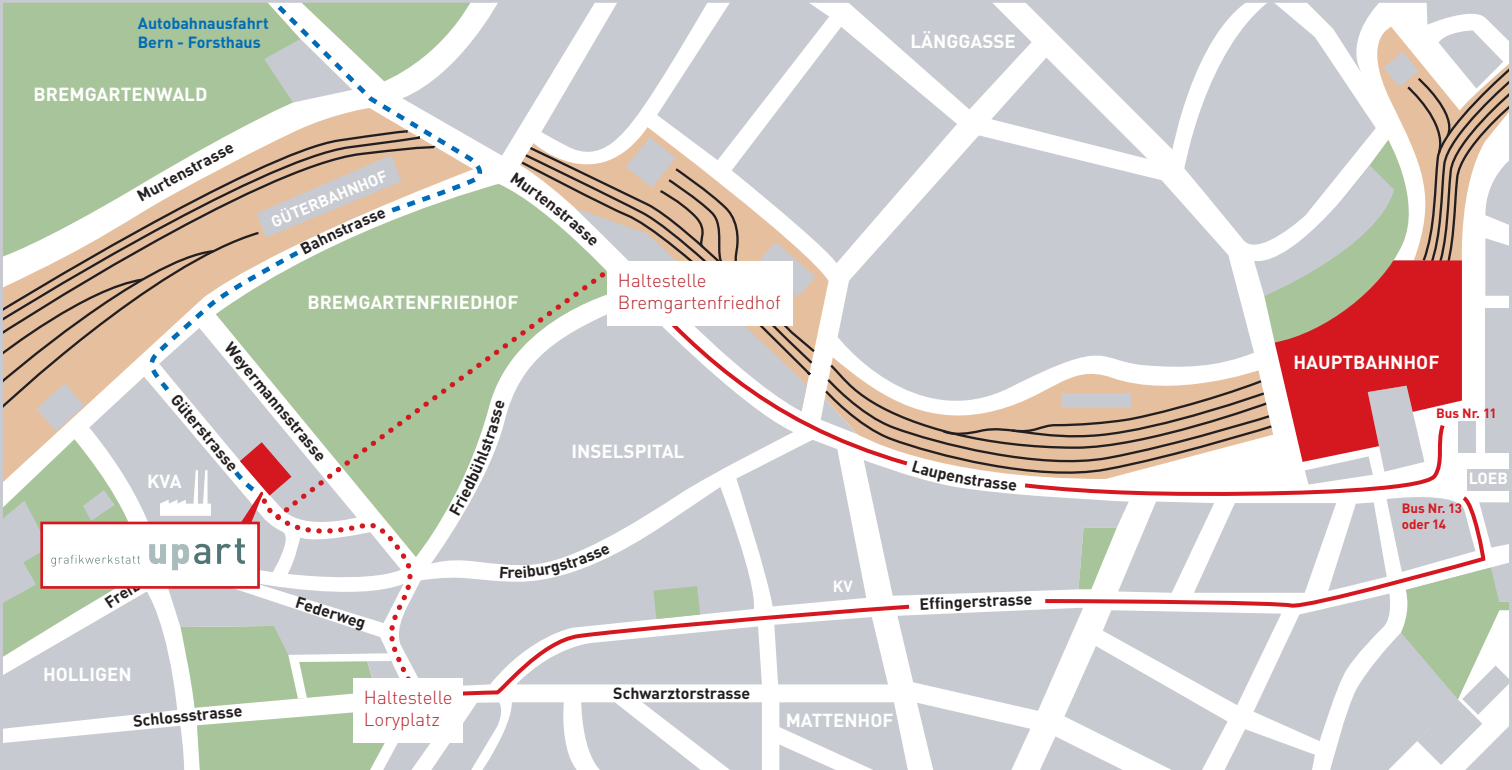 Autobahnausfahrt
Bern - Forsthaus
LÄNGGASSE
BREMGARTENWALD
Murtenstrasse
GÜTERBAHNHOF
Bahnstrasse
Murtenstrasse
Haltestelle
Bremgartenfriedhof
BREMGARTENFRIEDHOF
HAUPTBAHNHOF
Weyermannsstrasse
Güterstrasse
Bus Nr. 11
Friedbühlstrasse
INSELSPITAL
KVA
Laupenstrasse
LOEB
Bus Nr. 13
oder 14
grafikwerkstatt upart
Freiburgstrasse
KV
Effingerstrasse
Federweg
HOLLIGEN
Haltestelle
Loryplatz
Schwarztorstrasse
Schlossstrasse
MATTENHOF